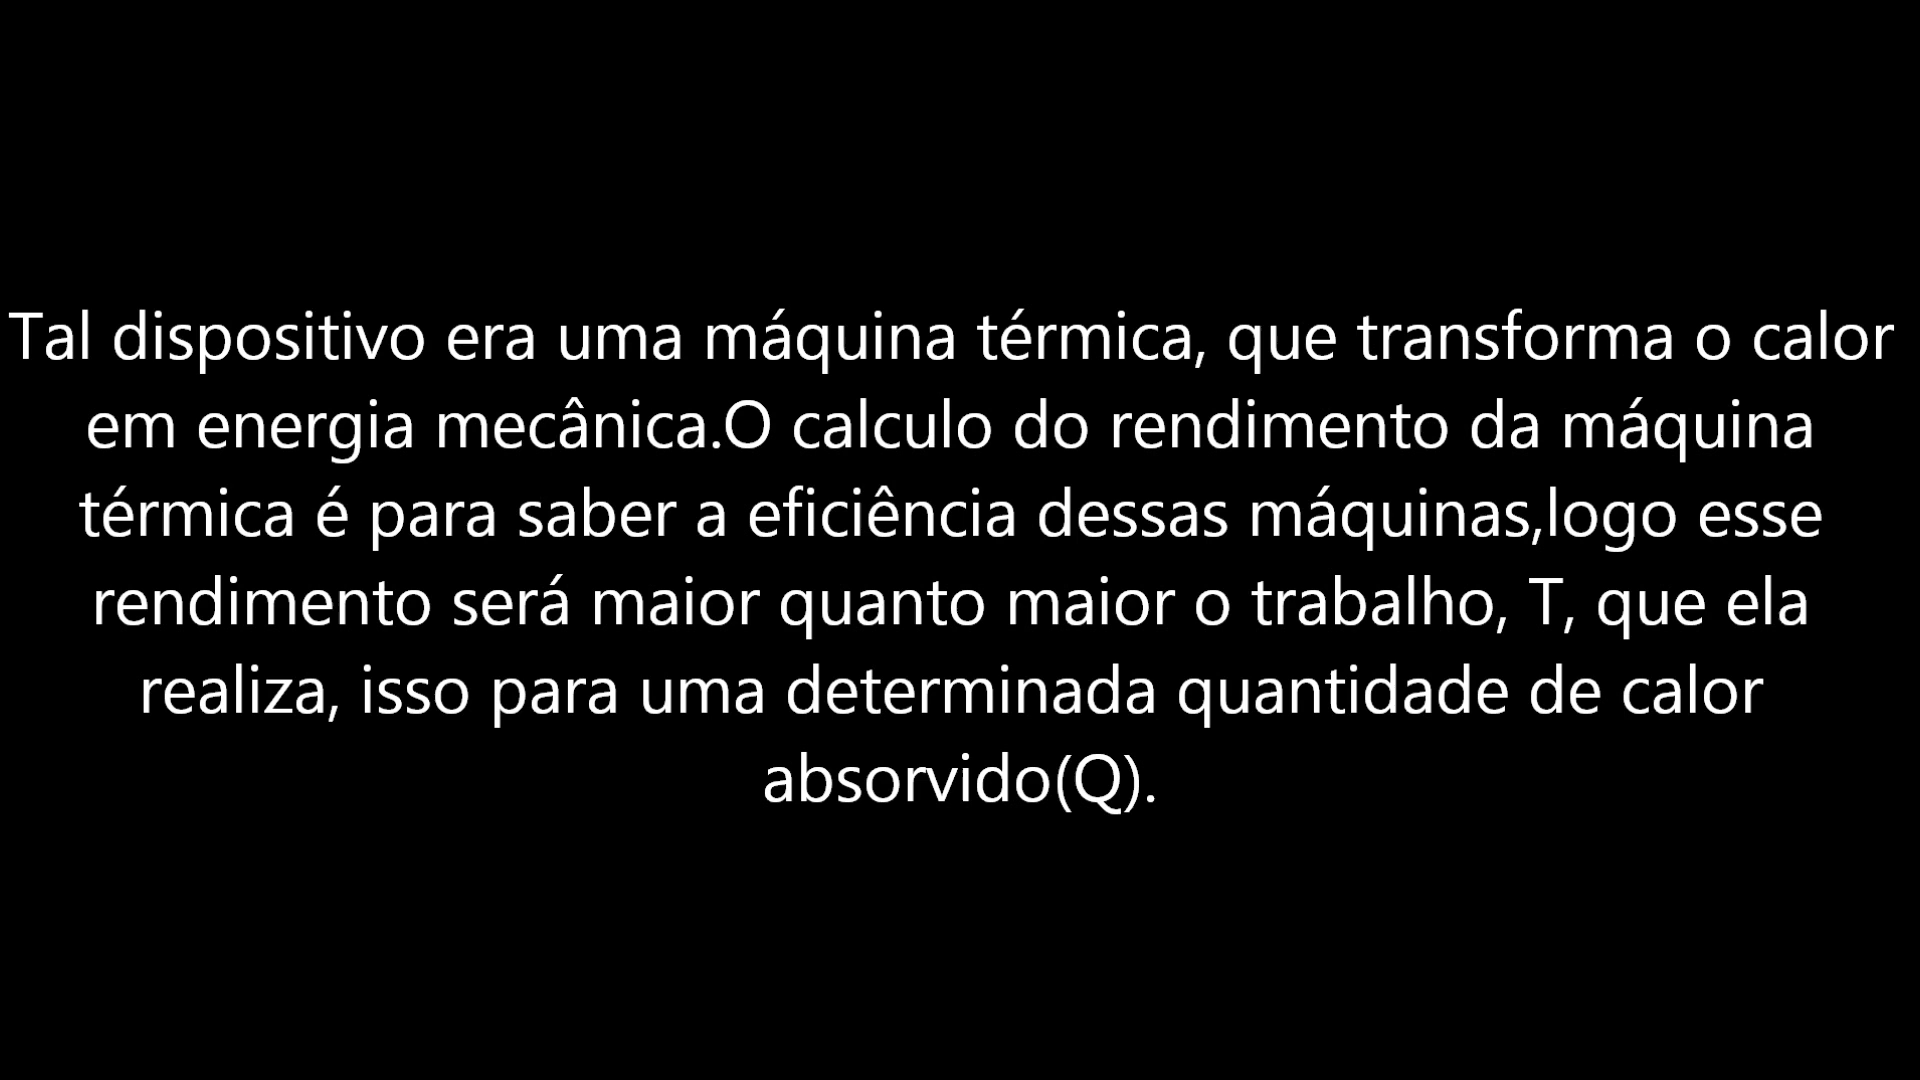 Tal dispositivo era uma máquina térmica, que transforma o calor
em energia mecânica.O calculo do rendimento da máquina
térmica é para saber a eficiência dessas máquinas,logo esse
rendimento será maior quanto maior o trabalho, T, que ela
realiza, isso para uma determinada quantidade de calor
absorvido(Q).